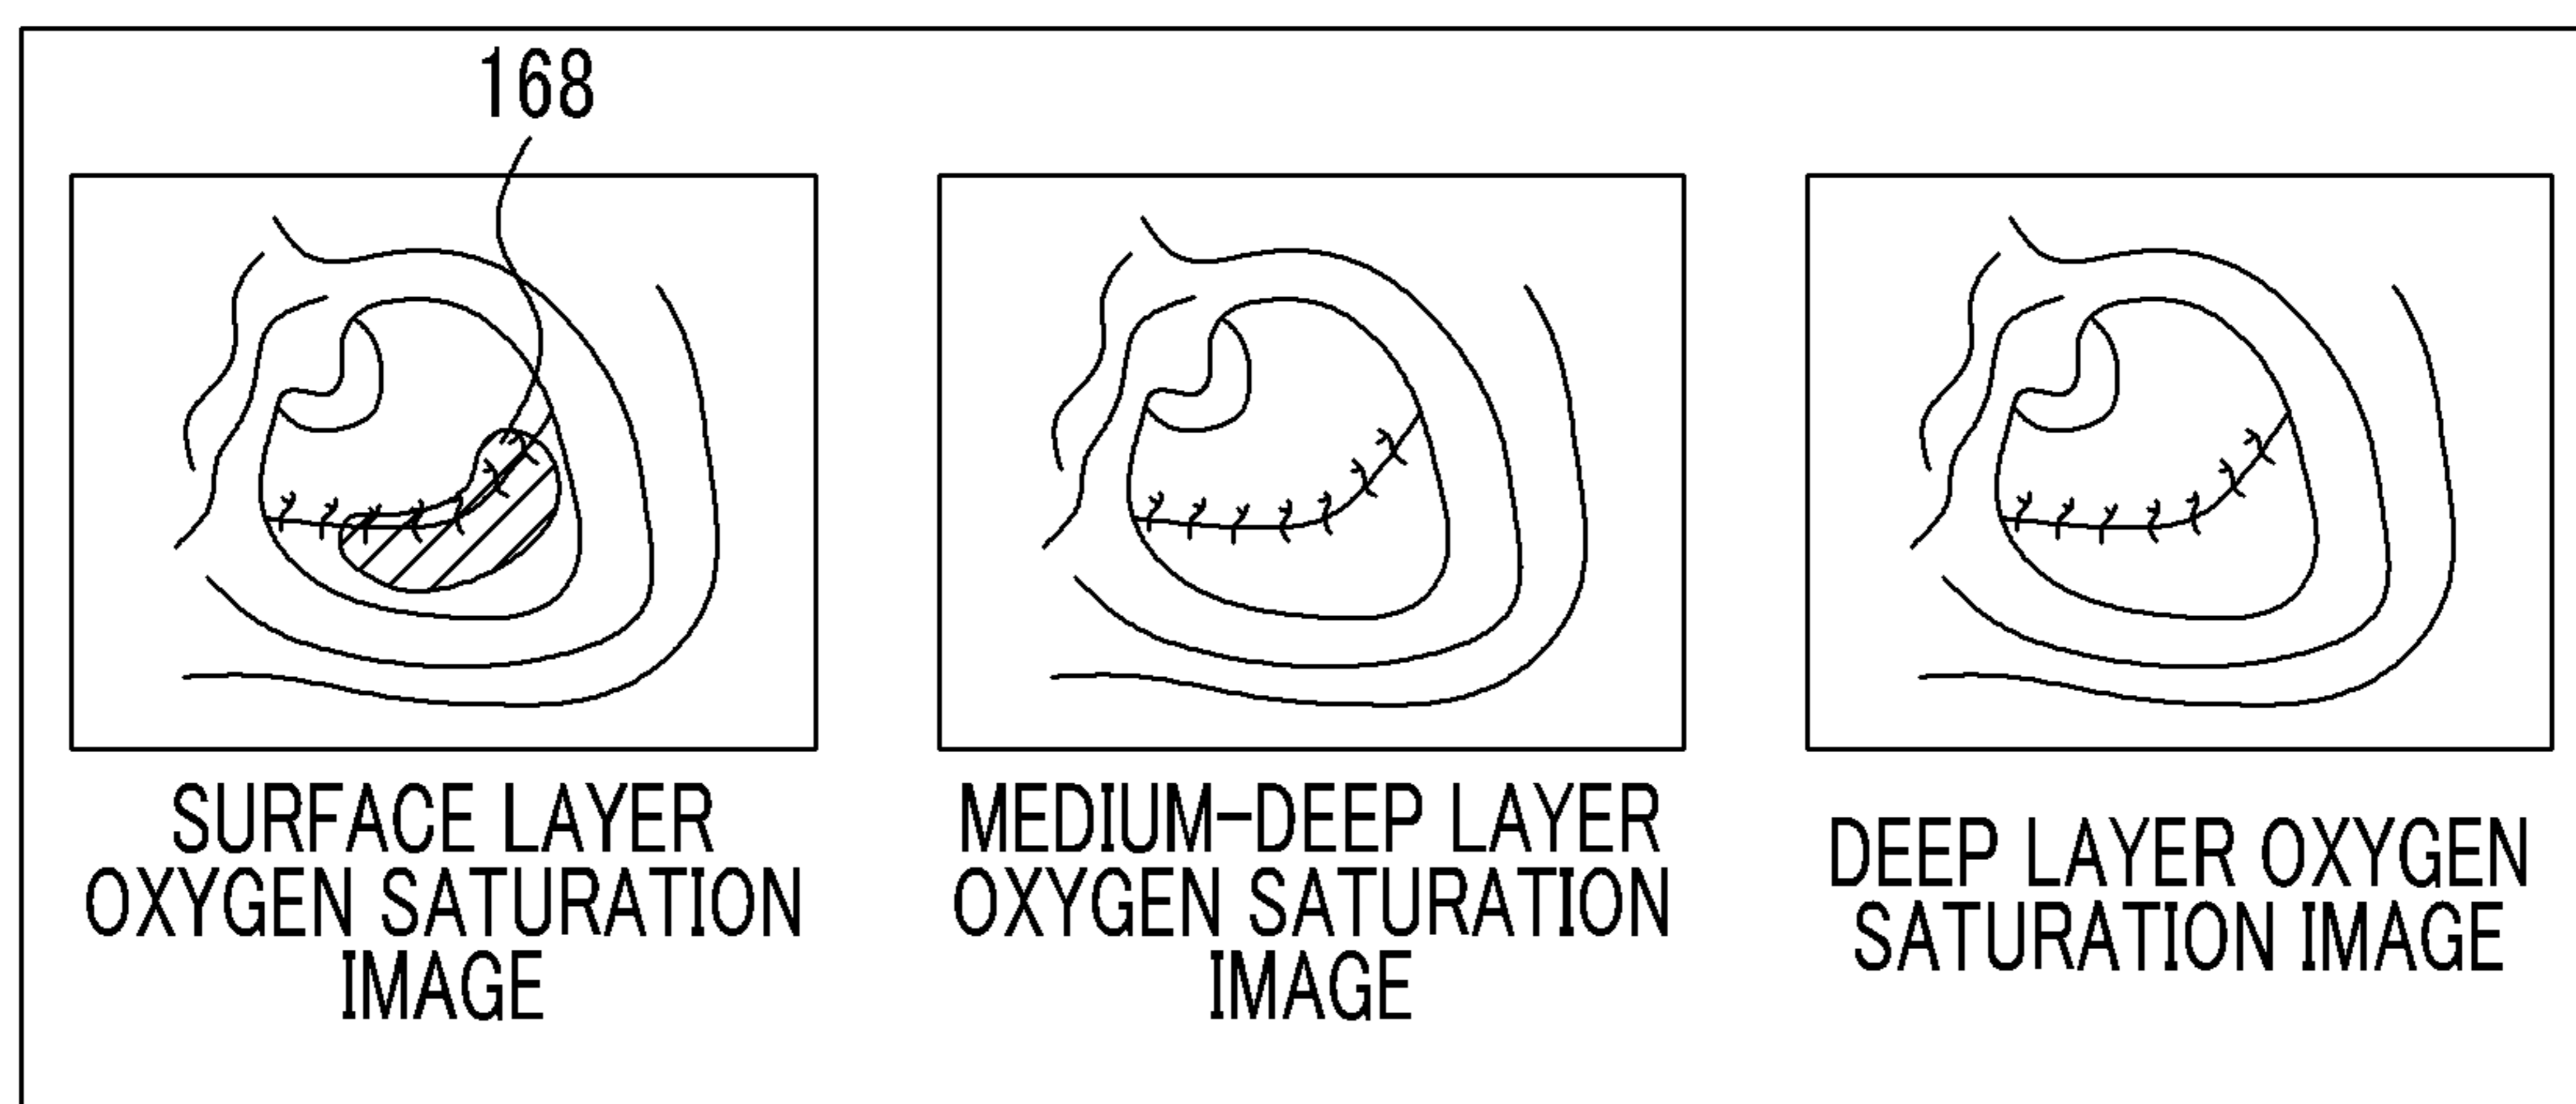 168
SURFACE LAYER
OXYGEN SATURATION
IMAGE
MEDIUM-DEEP LAYER
OXYGEN SATURATION
IMAGE
DEEP LAYER OXYGEN
SATURATION IMAGE